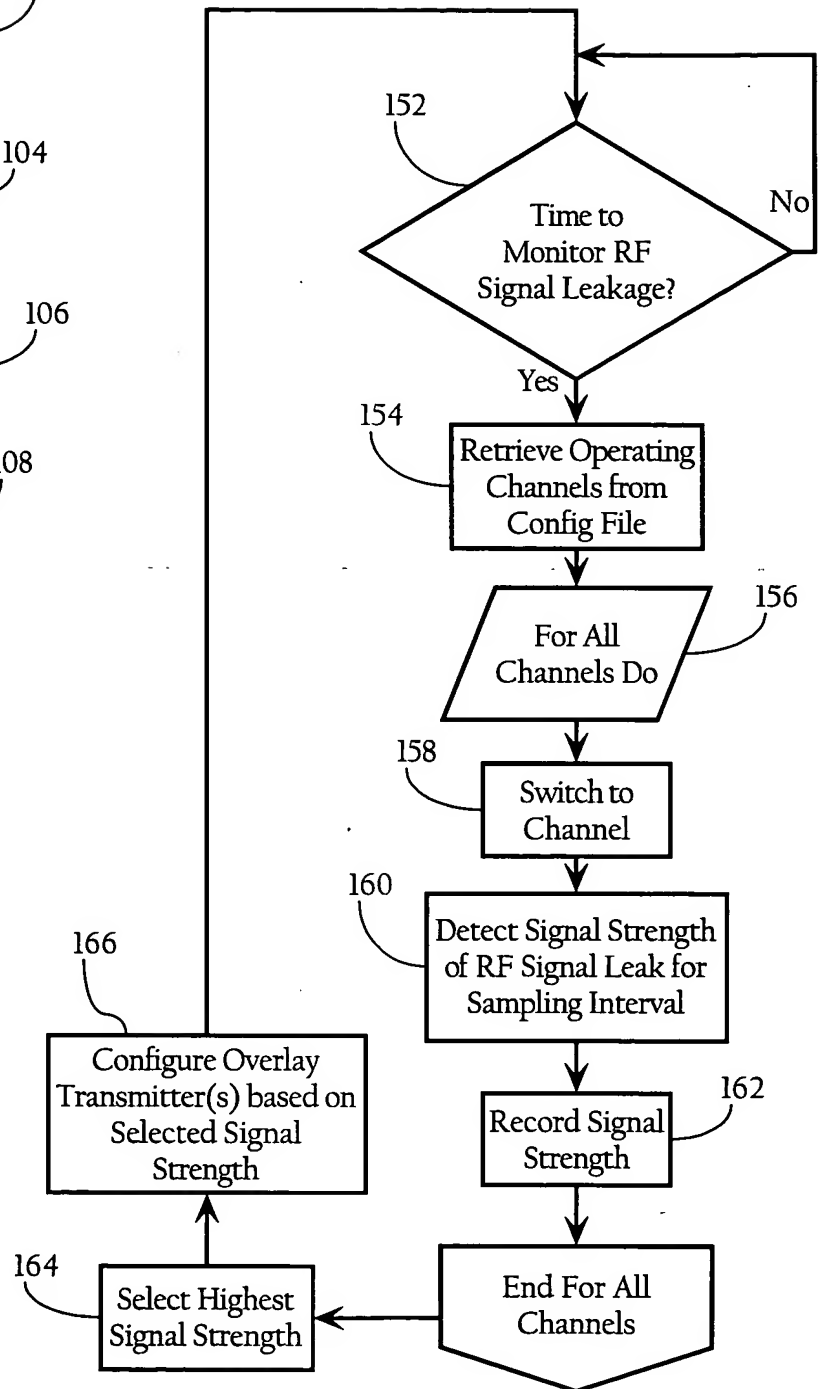 152
104
Time to
Monitor RF
Signal Leakage?
No
106
Yes
154
Retrieve Operating
Channels from
Config File
08
156
For All
Channels Do
158
Switch to
Channel
160
Detect Signal Strength
of RF Signal Leak for
Sampling Interval
166
Configure Overlay
Transmitter(s) based on
Selected Signal
Strength
162
Record Signal
Strength
164
Select Highest
Signal Strength
End For All
Channels